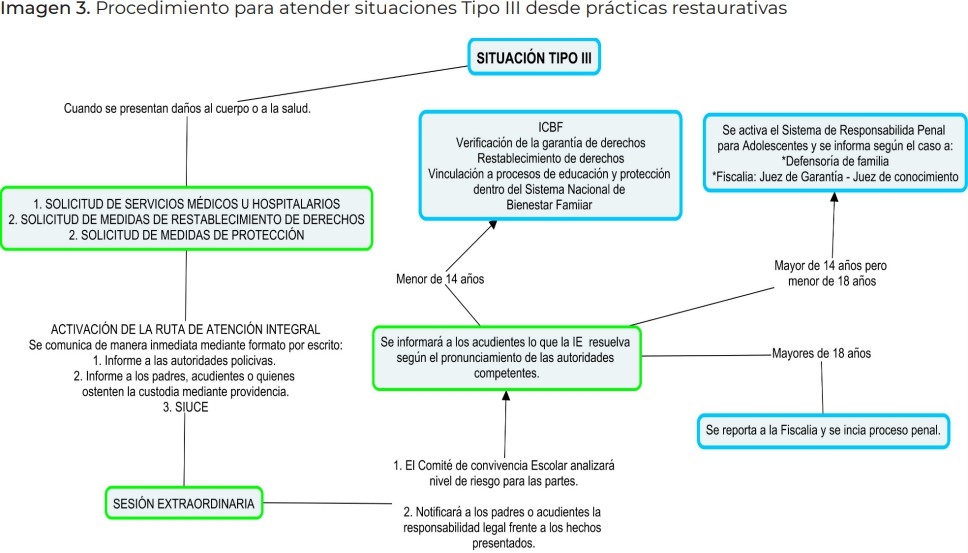 Imagen 3. Procedimiento para atender situaciones Tipo III desde prácticas restaurativas
SITUACIÓN TIPO III
Cuando se presentan daños al cuerpo o a la salud.
1. SOLICITUD DE SERVICIOS MÉDICOS U HOSPITALARIOS
2. SOLICITUD DE MEDIDAS DE RESTABLECIMIENTO DE DERECHOS
2. SOLICITUD DE MEDIDAS DE PROTECCIÓN
ACTIVACIÓN DE LA RUTA DE ATENCIÓN INTEGRAL
Se comunica de manera inmediata mediante formato por escrito:
1. Informe a las autoridades policivas.
2. Informe a los padres, acudientes o quienes
ostenten la custodia mediante providencia.
3. SIUCE
SESIÓN EXTRAORDINARIA
1. El Comité de convivencia Escolar analizará
nivel de riesgo para las partes.
2. Notificará a los padres o acudientes la
responsabilidad legal frente a los hechos
presentados.
Se informará a los acudientes lo que la IE resuelva
según el pronunciamiento de las autoridades
competentes.
Menor de 14 años
ICBF
Verificación de la garantía de derechos
Restablecimiento de derechos
Vinculación a procesos de educación y protección
dentro del Sistema Nacional de
Bienestar Famiiar
Mayor de 14 años pero
menor de 18 años
Se activa el Sistema de Responsabilida Penal
para Adolescentes y se informa según el caso a:
*Defensoría de familia
*Fiscalia: Juez de Garantía - Juez de conocimiento
Mayores de 18 años
Se reporta a la Fiscalia y se incia proceso penal.